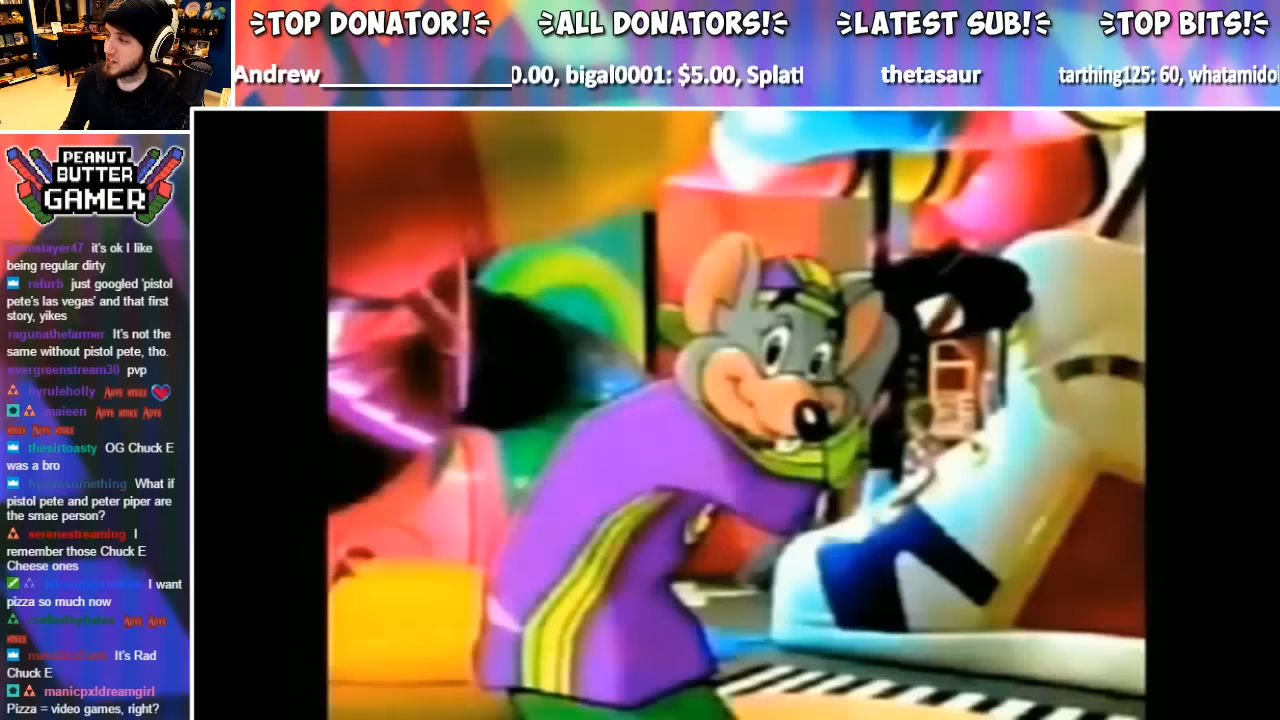 TOP DONATOR!
ALL DONATORS!
LATEST SUB!
TOP BITS!
Andrew
0.00, bigal0001: $5.00, Splatt
thetasaur
tarthing125: 60, whatamidoi
PEANUT
BUTTER
GAMER
it's ok I like
being regular dirty
refurb just googled 'pistol
pete's las vegas' and that first
story, yikes
ragunathefarmer It's not the
same without pistol pete, tho.
evergreenstream30 pvp
hyruleholly
maieen
thesirtoasty OG Chuck E
was a bro
What if
pistol pete and peter piper are
the smae person?
serenestreaming I
remember those Chuck E
Cheese ones
I want
pizza so much now
It's Rad
Chuck E
manicpxldreamgirl
Pizza = video games, right?